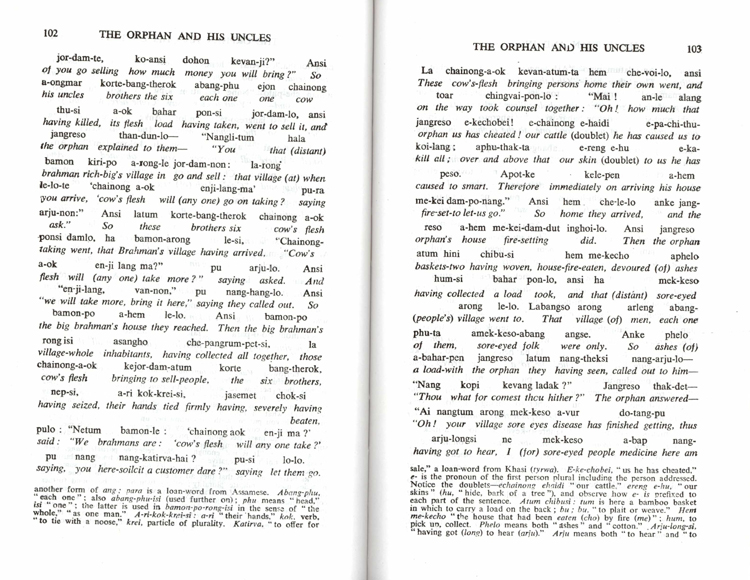 102 THE ORPHAN AND HIS UNCLES
jor-dam-te, ko-ansi dohon kevan-ji?" Ansi
of you go selling how much money you will bring?" So
a-ongmar korte-bang-therok abang-phu ejon chainong
his uncles brothers the six each one one cow
thu-si a-ok bahar pon-si jor-dam-lo, ansi
having killed, its flesh load having taken, went to sell it, and
jangreso than-dun-lo— "Nangli-tum hala
the orphan explained to them— "You that (distant)
bamon kiri-po a-rong-le jor-dam-non: la-rong
brahman rich-big's village in go and sell: that village (at) when
le-lo-te 'chainong a-ok enji-lang-ma' pu-ra
you arrive, 'cow's flesh will (any one) go on taking? saying
arju-non:" Ansi latum korte-bang-therok chainong a-ok
ask." So these brothers six cow's flesh
ponsi damlo, ha bamon-arong le-si, "Chainong-
taking went, that Brahman's village having arrived. "Cow's
a-ok en-ji lang ma?" pu arju-lo. Ansi
flesh will (any one) take more?" saying asked. And
"en-ji-lang, van-non," pu nang-hang-lo. Ansi
"we will take more, bring it here," saying they called out. So
bamon-po a-hem le-lo. Ansi bamon-po
the big brahman's house they reached. Then the big brahman's
rong isi asangho che-pangrum-pet-si, la
village-whole inhabitants, having collected all together, those
chainong-a-ok kejor-dam-atum korte bang-therok,
cow's flesh bringing to sell-people, the six brothers,
nep-si, a-ri kok-krei-si, jasemet chok-si
having seized, their hands tied firmly having, severely having
beaten,
pulo: "Netum bamon-le: 'chainong aok en-ji ma?'
said: "We brahmans are: 'cow's flesh will any one take?'
pu nang nang-katirva-hai?" pu-si lo-lo.
saying, you here-solicit a customer dare?" saying let them go.
another form of ang; para is a loan-word from Assamese. Abang-phu,
"each one"; also abang-phu-isi (used further on); phu means "head,"
isi "one"; the latter is used in bamon-po-rong-isi in the sense of "the
whole," "as one man." A-ri-kok-krei-si: a-ri "their hands," kok, verb,
"to tie with a noose," krei, particle of plurality. Katirva, "to offer for
THE ORPHAN AND HIS UNCLES 103
La chainong-a-ok kevan-atum-ta hem che-voi-lo, ansi
These cow's-flesh bringing persons home their own went, and
toar chingvai-pon-lo: "Mai! an-le alang
on the way took counsel together: "Oh! how much that
jangreso e-kechobei! e-chainong e-haidi e-pa-chi-thu-
orphan us has cheated! our cattle (doublet) he has caused us to
koi-lang; aphu-thak-ta e-reng e-hu e-ka-
kill all; over and above that our skin (doublet) to us he has
peso. Apot-ke kele-pen a-hem
caused to smart. Therefore immediately on arriving his house
me-kei dam-po-nang." Ansi hem che-le-lo anke jang-
fire-set-to let-us go." So home they arrived, and the
reso a-hem me-kei-dam-dut inghoi-lo. Ansi jangreso
orphan's house fire-setting did. Then the orphan
atum hini chibu-si hem me-kecho aphelo
baskets-two having woven, house-fire-eaten, devoured (of) ashes
hum-si bahar pon-lo, ansi ha mek-keso
having collected a load took, and that (distant) sore-eyed
arong le-lo. Labangso arong arleng abang-
(people's) village went to. That village (of) men, each one
phu-ta amek-keso-abang angse. Anke phelo
of them, sore-eyed folk were only. So ashes (of)
a-bahar-pen jangreso latum nang-theksi nang-arju-lo—
a load-with the orphan they having seen, called out to him—
"Nang kopi kevang ladak?" Jangreso thak-det—
"Thou what for comest thou hither?" The orphan answered—
"Ai nangtum arong mek-keso a-vur do-tang-pu
"Oh! your village sore eyes disease has finished getting, thus
arju-longsi ne mek-keso a-bap nang-
having got to hear, I (for) sore-eyed people medicine here am
sale," a loan-word from Khasi (tyrwa). E-ke-chobei, "us he has cheated."
e- is the pronoun of the first person plural including the person addressed.
Notice the doublets—echainong ehaidi "our cattle." ereng e-hu, "our
skins" (hu, "hide, bark of a tree"), and observe how e- is prefixed to
each part of the sentence. Atum chibusi: tum is here a bamboo basket
in which to carry a load on the back; bu: bu, "to plait or weave." Hem
me-kecho "the house that had been eaten (cho) by fire (me)"; hum, to
pick up, collect. Phelo means both "ashes" and "cotton." Arju-long-si,
"having got (long) to hear (arju)." Arju means both "to hear" and "to